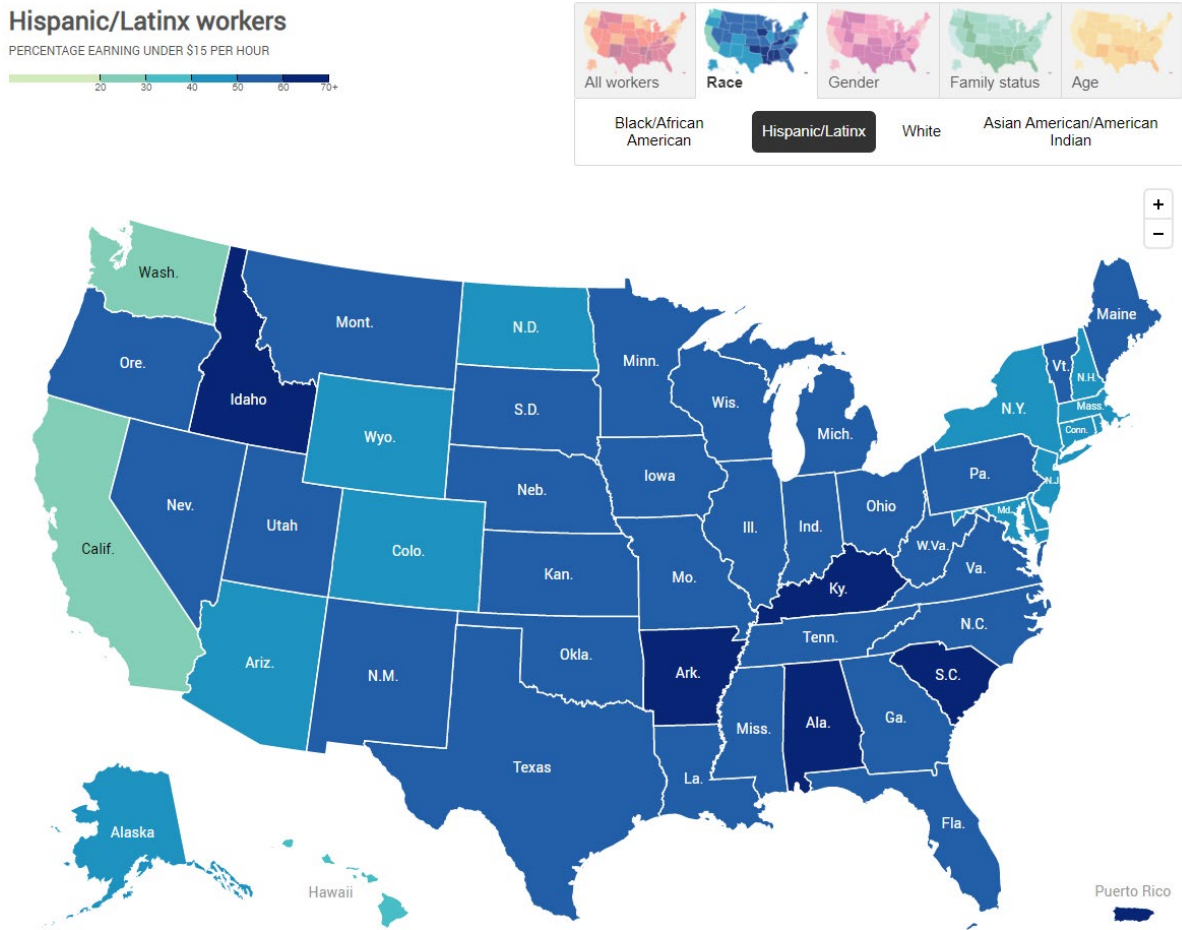 Hispanic/Latinx workers
PERCENTAGE EARNING UNDER $15 PER HOUR
20 30 40 50 60 70+
All workers
Race
Gender
Family status
Age
Black/African
American
Hispanic/Latinx
White
Asian American/American
Indian
+
−
Wash.
Ore.
Calif.
Idaho
Nev.
Mont.
Wyo.
Utah
Colo.
Ariz.
N.M.
N.D.
S.D.
Neb.
Kan.
Okla.
Texas
Minn.
Iowa
Mo.
Ark.
La.
Wis.
Ill.
Mich.
Ind.
Ohio
Ky.
Tenn.
Miss.
Ala.
Ga.
Fla.
S.C.
N.C.
Va.
W.Va.
Pa.
N.Y.
Md.
N.J.
Conn.
Mass.
Vt.
N.H.
Maine
Alaska
Hawaii
Puerto Rico